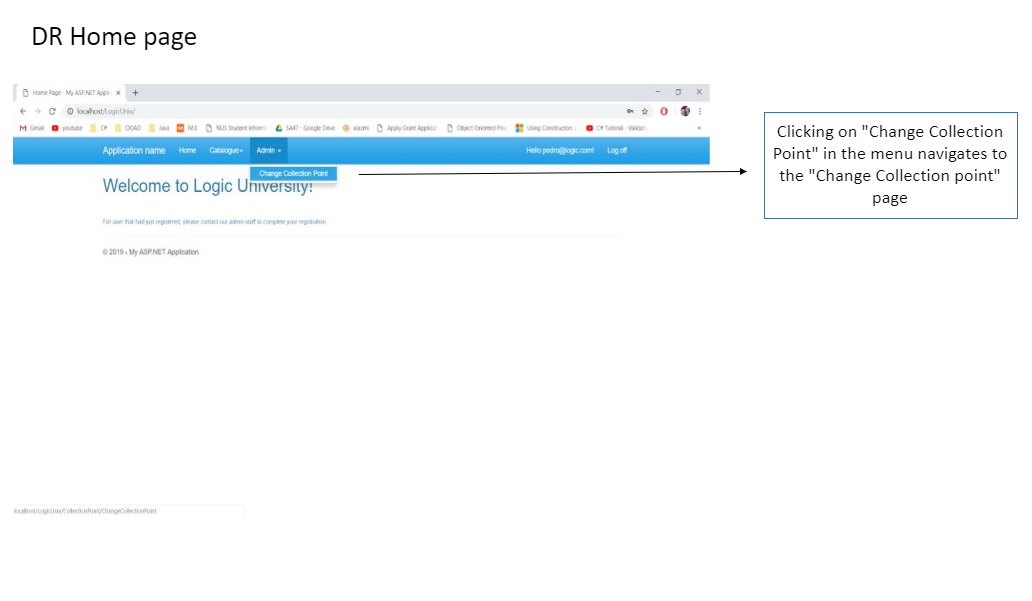 DR Home page
Home Page - My ASP.NET Appli
localhost/LogicUniv/
Gmail youtube C# OOAD Java IVLE NUS Student Inform SA47 - Google Drive xiaomi Apply Grant Applicat Object Oriented Pro Using Constructors C# Tutorial - Validati
Application name Home Catalogue Admin Hello pedro@logic.com! Log off
Change Collection Point
Welcome to Logic University!
For user that had just registered, please contact our admin staff to complete your registration
© 2019 - My ASP.NET Application
localhost/LogicUniv/CollectionPoint/ChangeCollectionPoint
Clicking on "Change Collection
Point" in the menu navigates to
the "Change Collection point"
page